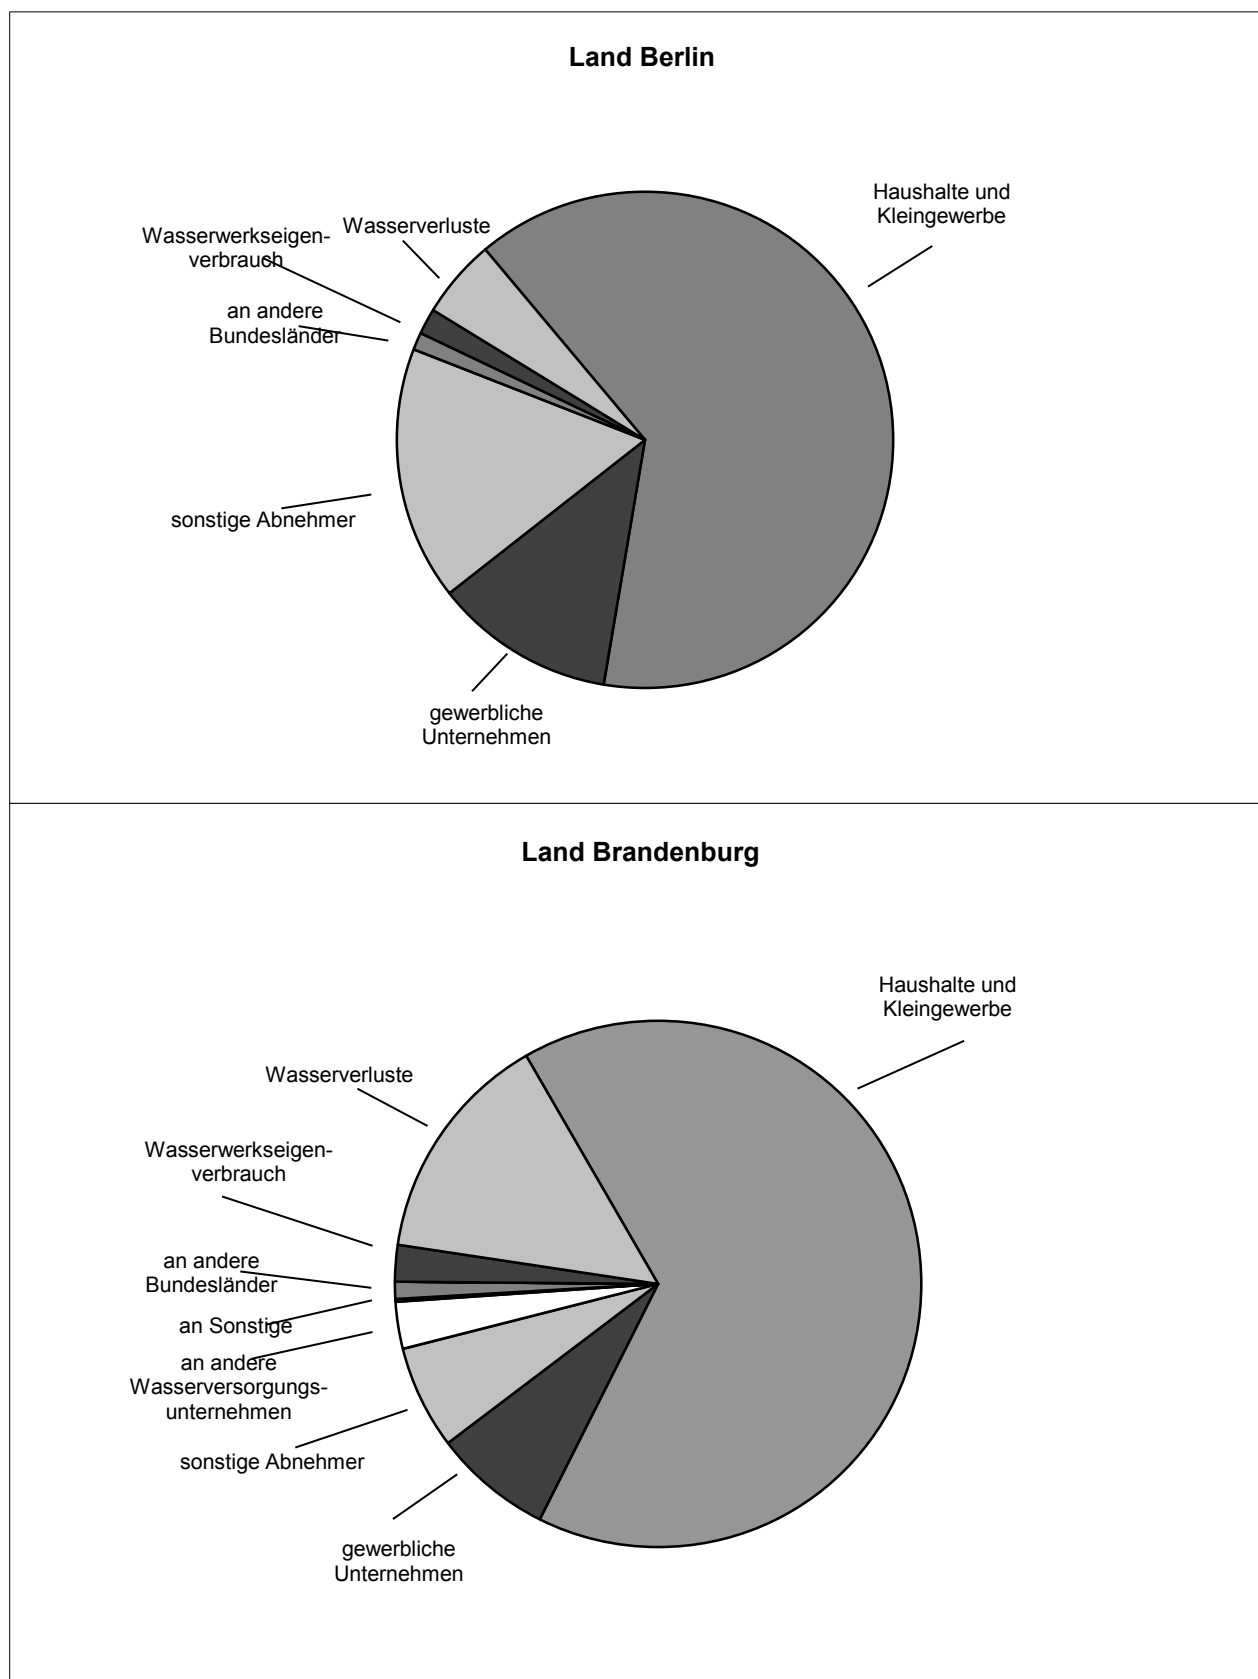 Land Berlin
Haushalte und
Kleingewerbe
Wasserverluste
Wasserwerkseigen-
verbrauch
an andere
Bundesländer
sonstige Abnehmer
gewerbliche
Unternehmen
Land Brandenburg
Haushalte und
Kleingewerbe
Wasserverluste
Wasserwerkseigen-
verbrauch
an andere
Bundesländer
an Sonstige
an andere
Wasserversorgungs-
unternehmen
sonstige Abnehmer
gewerbliche
Unternehmen